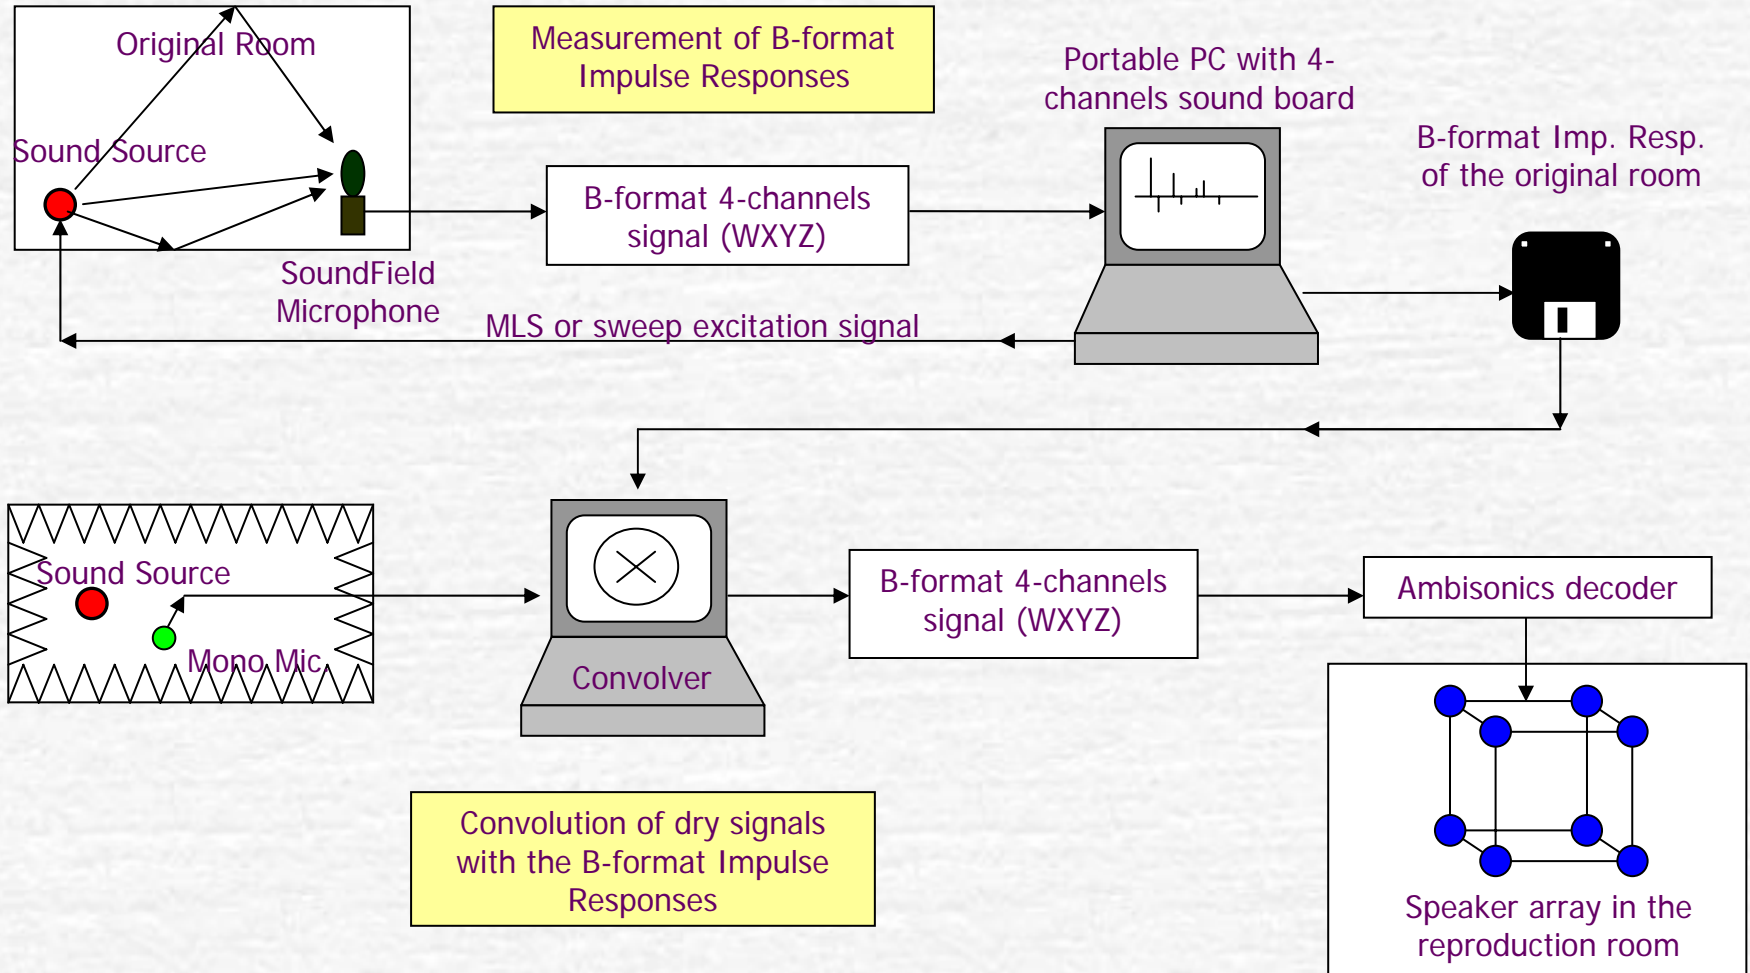 Original Room
Measurement of B-format
Impulse Responses
Portable PC with 4-
channels sound board
B-format Imp. Resp.
of the original room
Sound Source
B-format 4-channels
signal (WXYZ)
SoundField
Microphone
MLS or sweep excitation signal
Sound Source
Mono Mic.
Convolver
B-format 4-channels
signal (WXYZ)
Ambisonics decoder
Convolution of dry signals
with the B-format Impulse
Responses
Speaker array in the
reproduction room